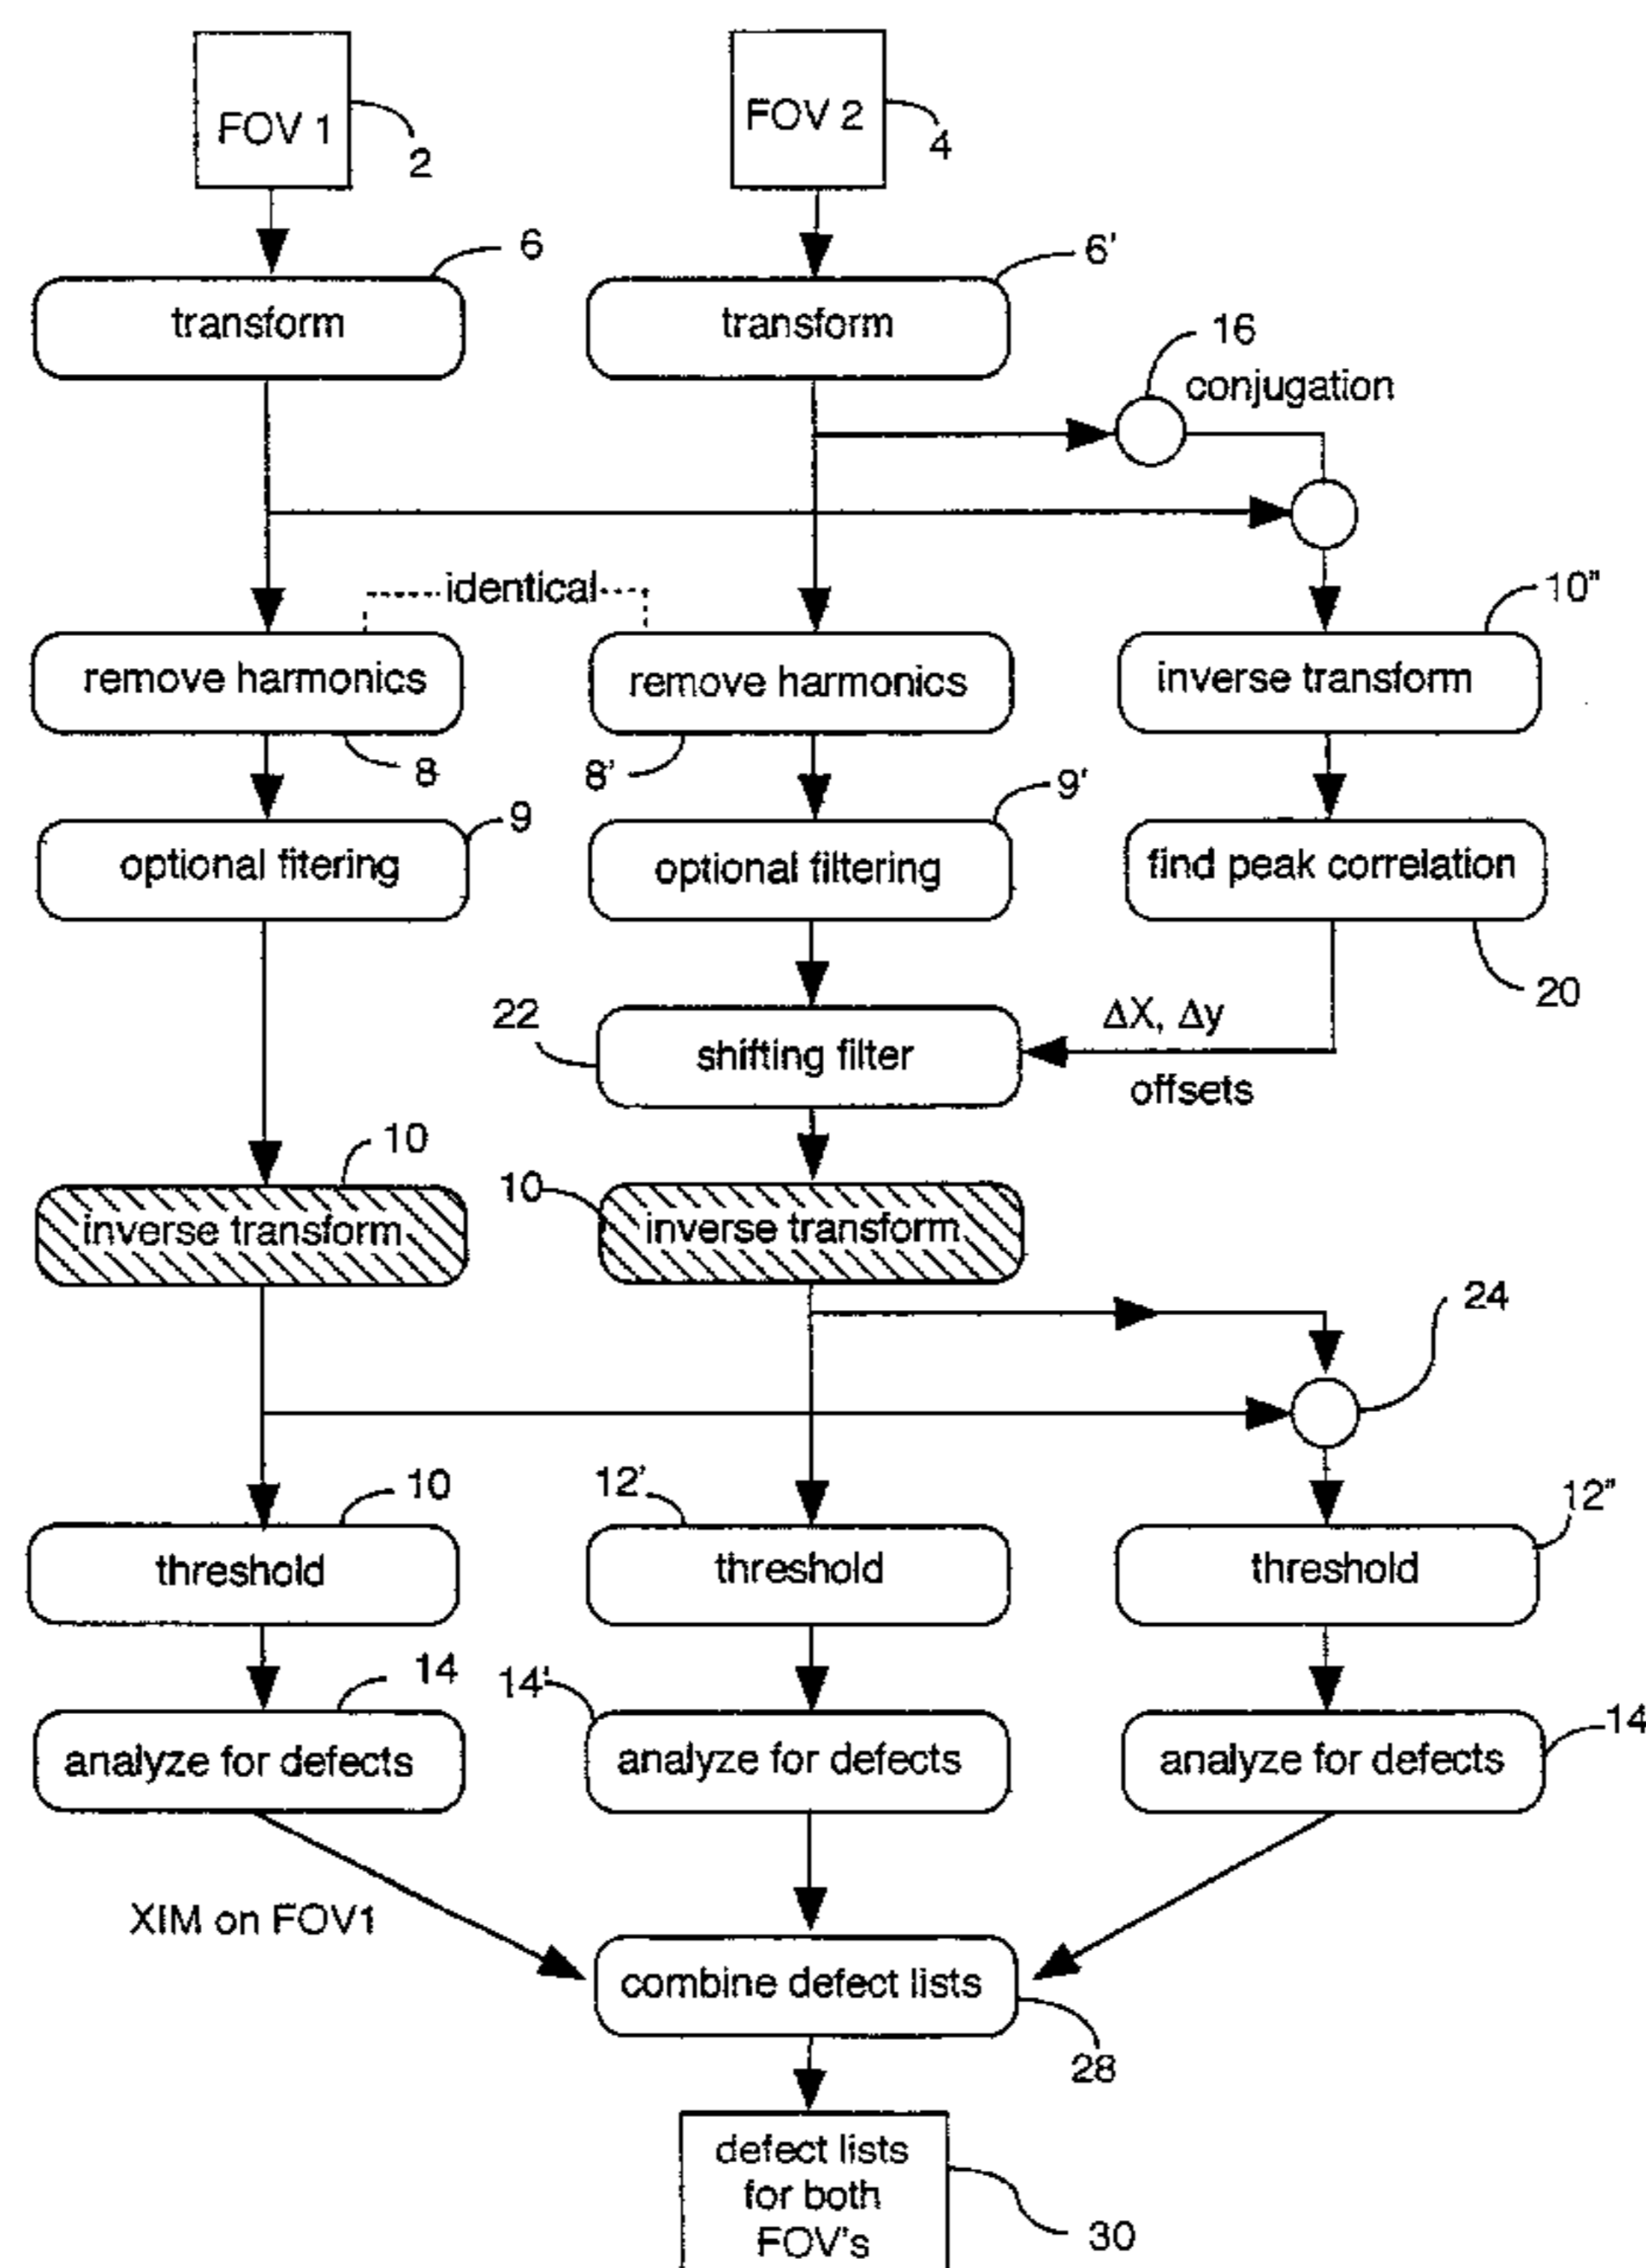 FOV 1
2
FOV 2
4
6
6'
transform
transform
16
conjugation
identical
10"
remove harmonics
remove harmonics
inverse transform
8
8'
9
9'
optional fitering
optional filtering
find peak correlation
20
22
shifting filter
ΔX, Δy
offsets
10
10
inverse transform
inverse transform
24
10
12'
12"
threshold
threshold
threshold
14
14'
14
analyze for defects
analyze for defects
analyze for defects
XIM on FOV1
combine defect lists
28
defect lists
for both
FOV's
30